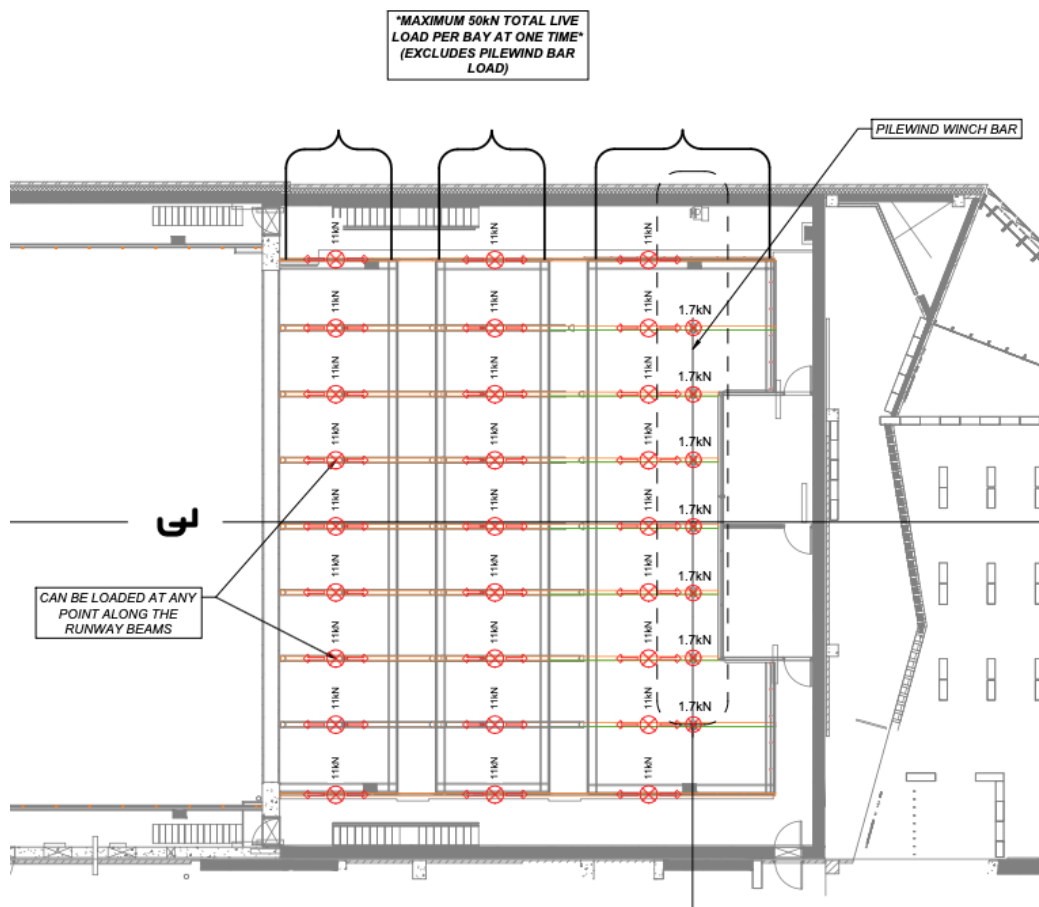 *MAXIMUM 50kN TOTAL LIVE
LOAD PER BAY AT ONE TIME*
(EXCLUDES PILEWIND BAR
LOAD)
PILEWIND WINCH BAR
11kN
11kN
11kN
11kN
11kN
11kN
1.7kN
11kN
11kN
11kN
1.7kN
11kN
11kN
11kN
1.7kN
11kN
11kN
11kN
1.7kN
11kN
11kN
11kN
1.7kN
CAN BE LOADED AT ANY
POINT ALONG THE
RUNWAY BEAMS
11kN
11kN
11kN
1.7kN
11kN
11kN
11kN
1.7kN
11kN
11kN
11kN